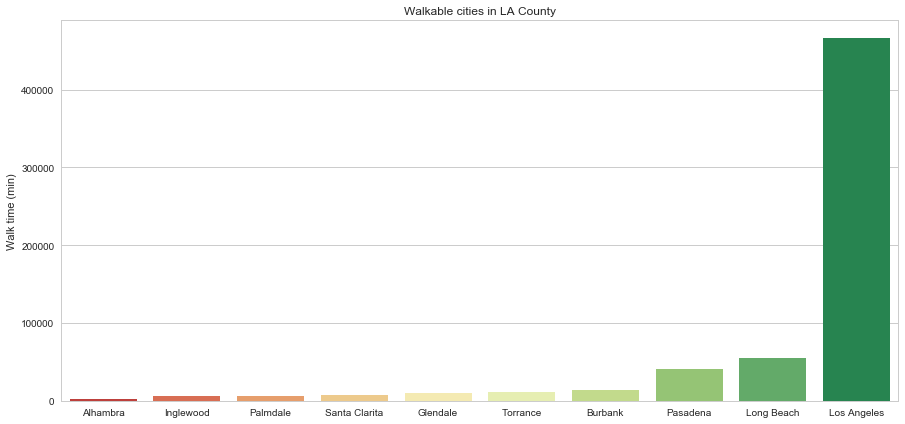 Walkable cities in LA County
Walk time (min)
400000
300000
200000
100000
0
Alhambra Inglewood Palmdale Santa Clarita Glendale Torrance Burbank Pasadena Long Beach Los Angeles